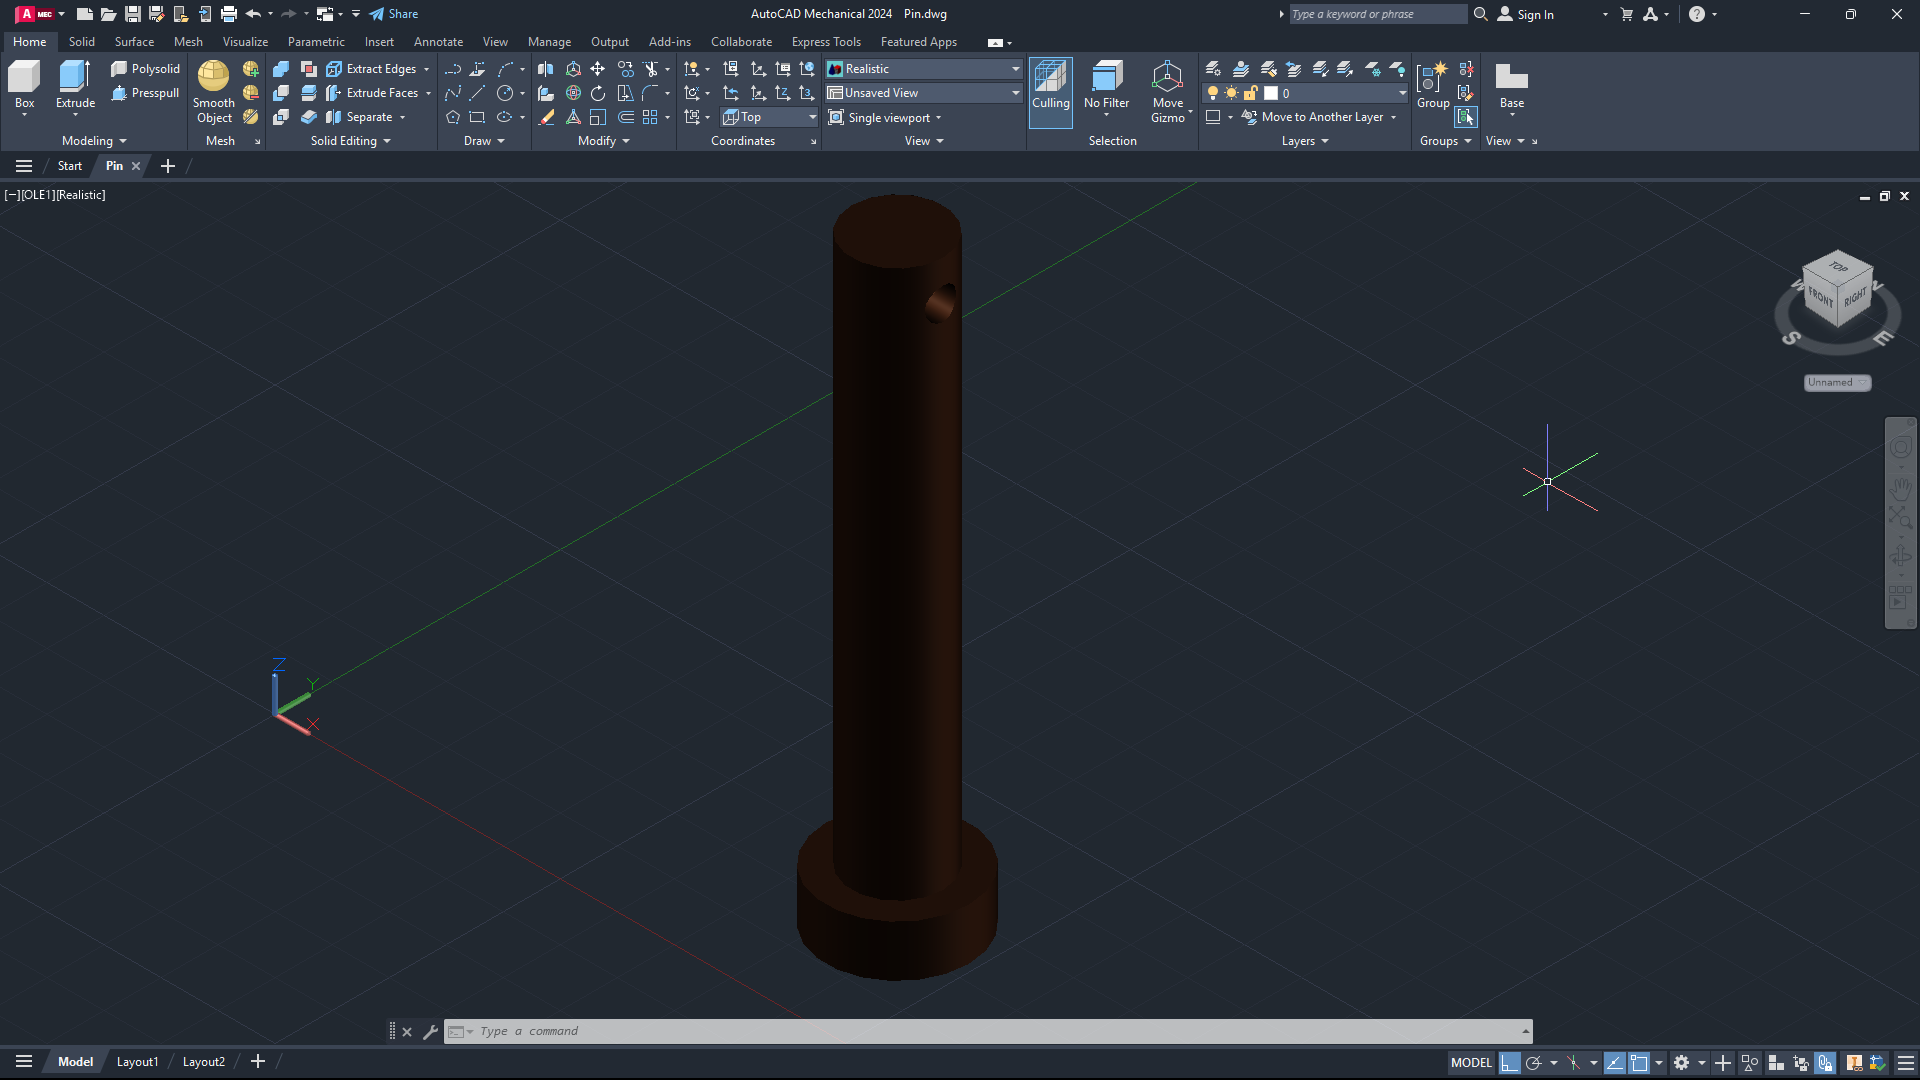 A MEC
Share
AutoCAD Mechanical 2024 Pin.dwg
Type a keyword or phrase
Sign In
Home Solid Surface Mesh Visualize Parametric Insert Annotate View Manage Output Add-ins Collaborate Express Tools Featured Apps
Box
Extrude
Polysolid
Presspull
Modeling
Smooth
Object
Mesh
Extract Edges
Extrude Faces
Separate
Solid Editing
Draw
Modify
Top
Coordinates
Realistic
Unsaved View
Single viewport
View
Culling
No Filter
Move
Gizmo
Selection
0
Move to Another Layer
Layers
Group
Groups
Base
View
Start
Pin
[−][OLE1][Realistic]
TOP
FRONT
RIGHT
W
N
S
E
Unnamed
Z
Y
X
Type a command
Model Layout1 Layout2
MODEL